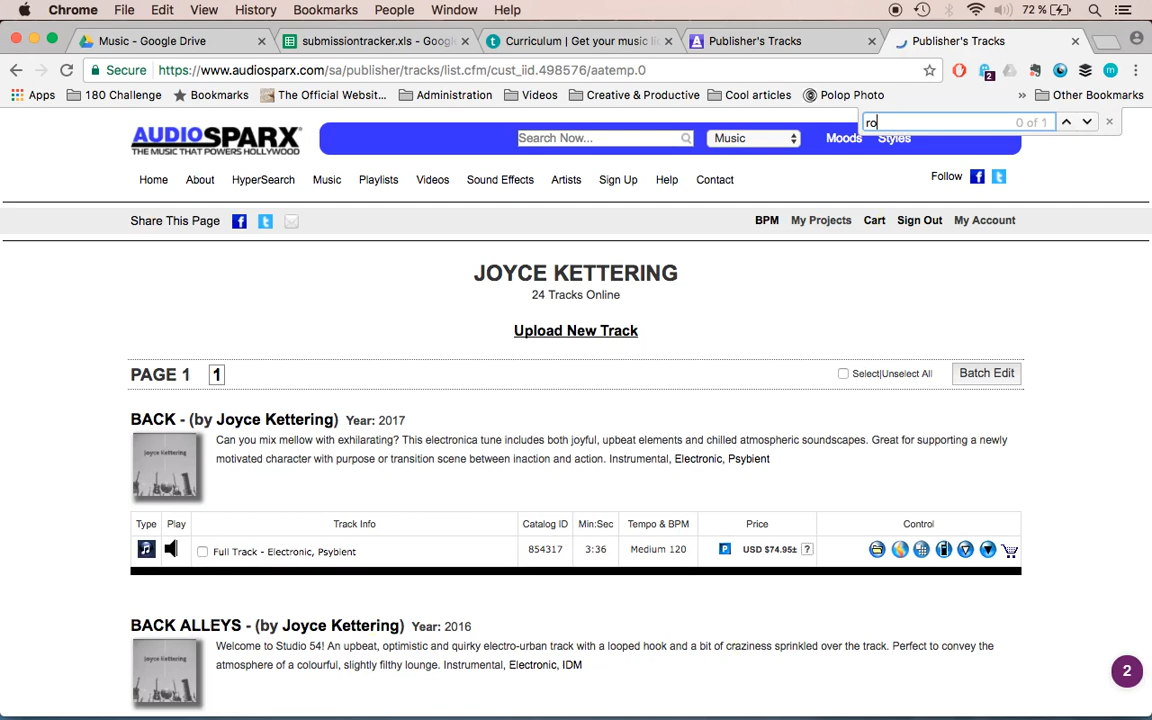 Chrome File Edit View History Bookmarks People Window Help 72 %
Music - Google Drive submissiontracker.xls - Googl Curriculum | Get your music li Publisher's Tracks Publisher's Tracks
Secure https://www.audiosparx.com/sa/publisher/tracks/list.cfm/cust_iid.498576/aatemp.0 2
Apps 180 Challenge Bookmarks The Official Websit... Administration Videos Creative & Productive Cool articles Polop Photo » Other Bookmarks
ro 0 of 1
AUDIOSPARX Search Now... Music Moods Styles
THE MUSIC THAT POWERS HOLLYWOOD
Home About HyperSearch Music Playlists Videos Sound Effects Artists Sign Up Help Contact Follow
Share This Page BPM My Projects Cart Sign Out My Account
JOYCE KETTERING
24 Tracks Online
Upload New Track
PAGE 1 1 Select|Unselect All Batch Edit
BACK - (by Joyce Kettering) Year: 2017
Joyce Kettering
Can you mix mellow with exhilarating? This electronica tune includes both joyful, upbeat elements and chilled atmospheric soundscapes. Great for supporting a newly
motivated character with purpose or transition scene between inaction and action. Instrumental, Electronic, Psybient
Type Play Track Info Catalog ID Min:Sec Tempo & BPM Price Control
Full Track - Electronic, Psybient 854317 3:36 Medium 120 P USD $74.95± ?
BACK ALLEYS - (by Joyce Kettering) Year: 2016
Joyce Kettering
Welcome to Studio 54! An upbeat, optimistic and quirky electro-urban track with a looped hook and a bit of craziness sprinkled over the track. Perfect to convey the
atmosphere of a colourful, slightly filthy lounge. Instrumental, Electronic, IDM
2